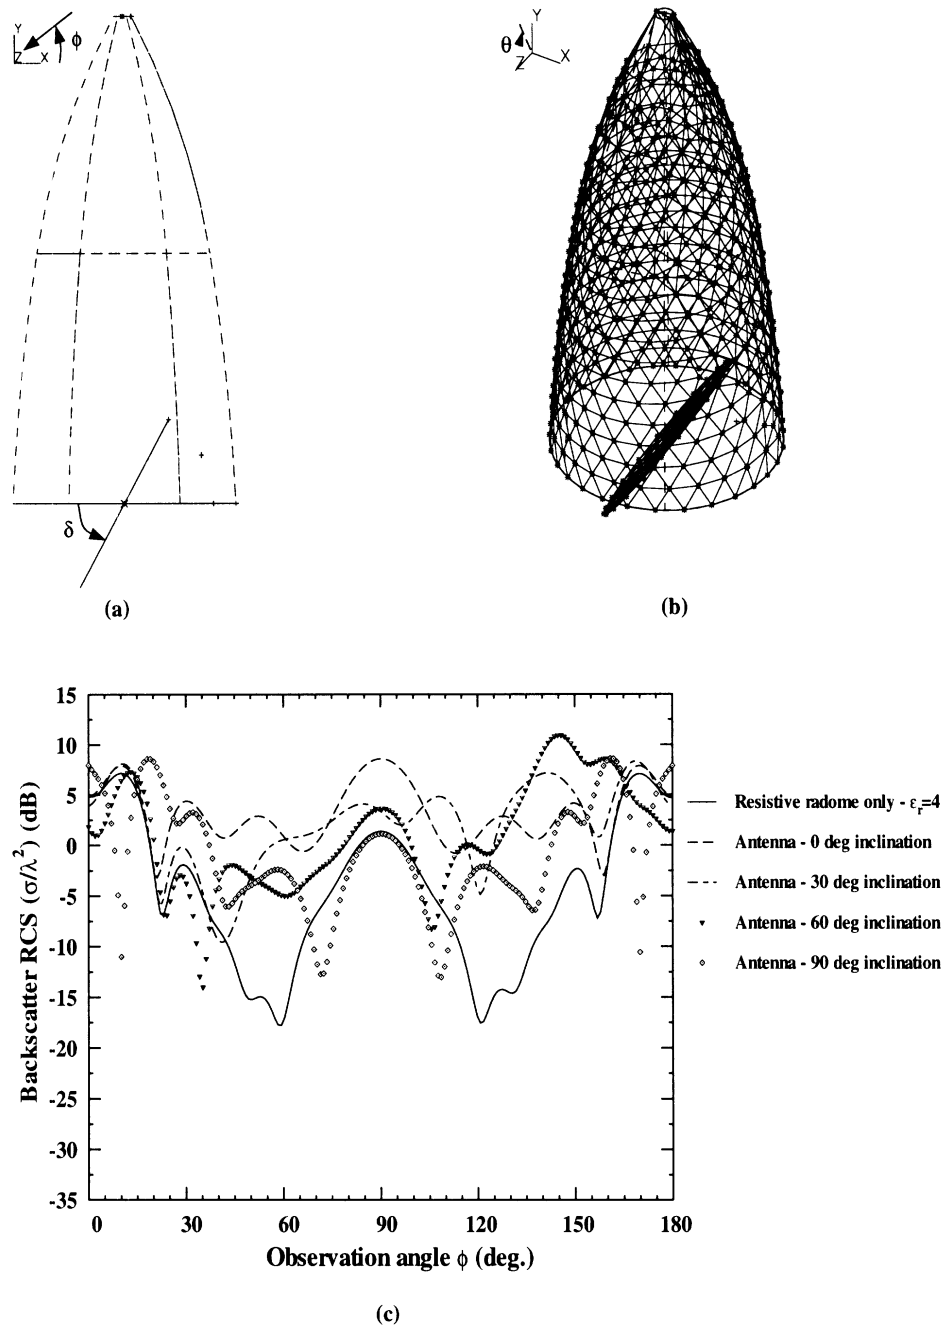 Y
ϕ
Z X
δ
(a)
Y
θ
Z X
(b)
15
10
5
0
-5
-10
-15
-20
-25
-30
-35
Backscatter RCS (σ/λ²) (dB)
0 30 60 90 120 150 180
Observation angle ϕ (deg.)
Resistive radome only - εr=4
Antenna - 0 deg inclination
Antenna - 30 deg inclination
Antenna - 60 deg inclination
Antenna - 90 deg inclination
(c)